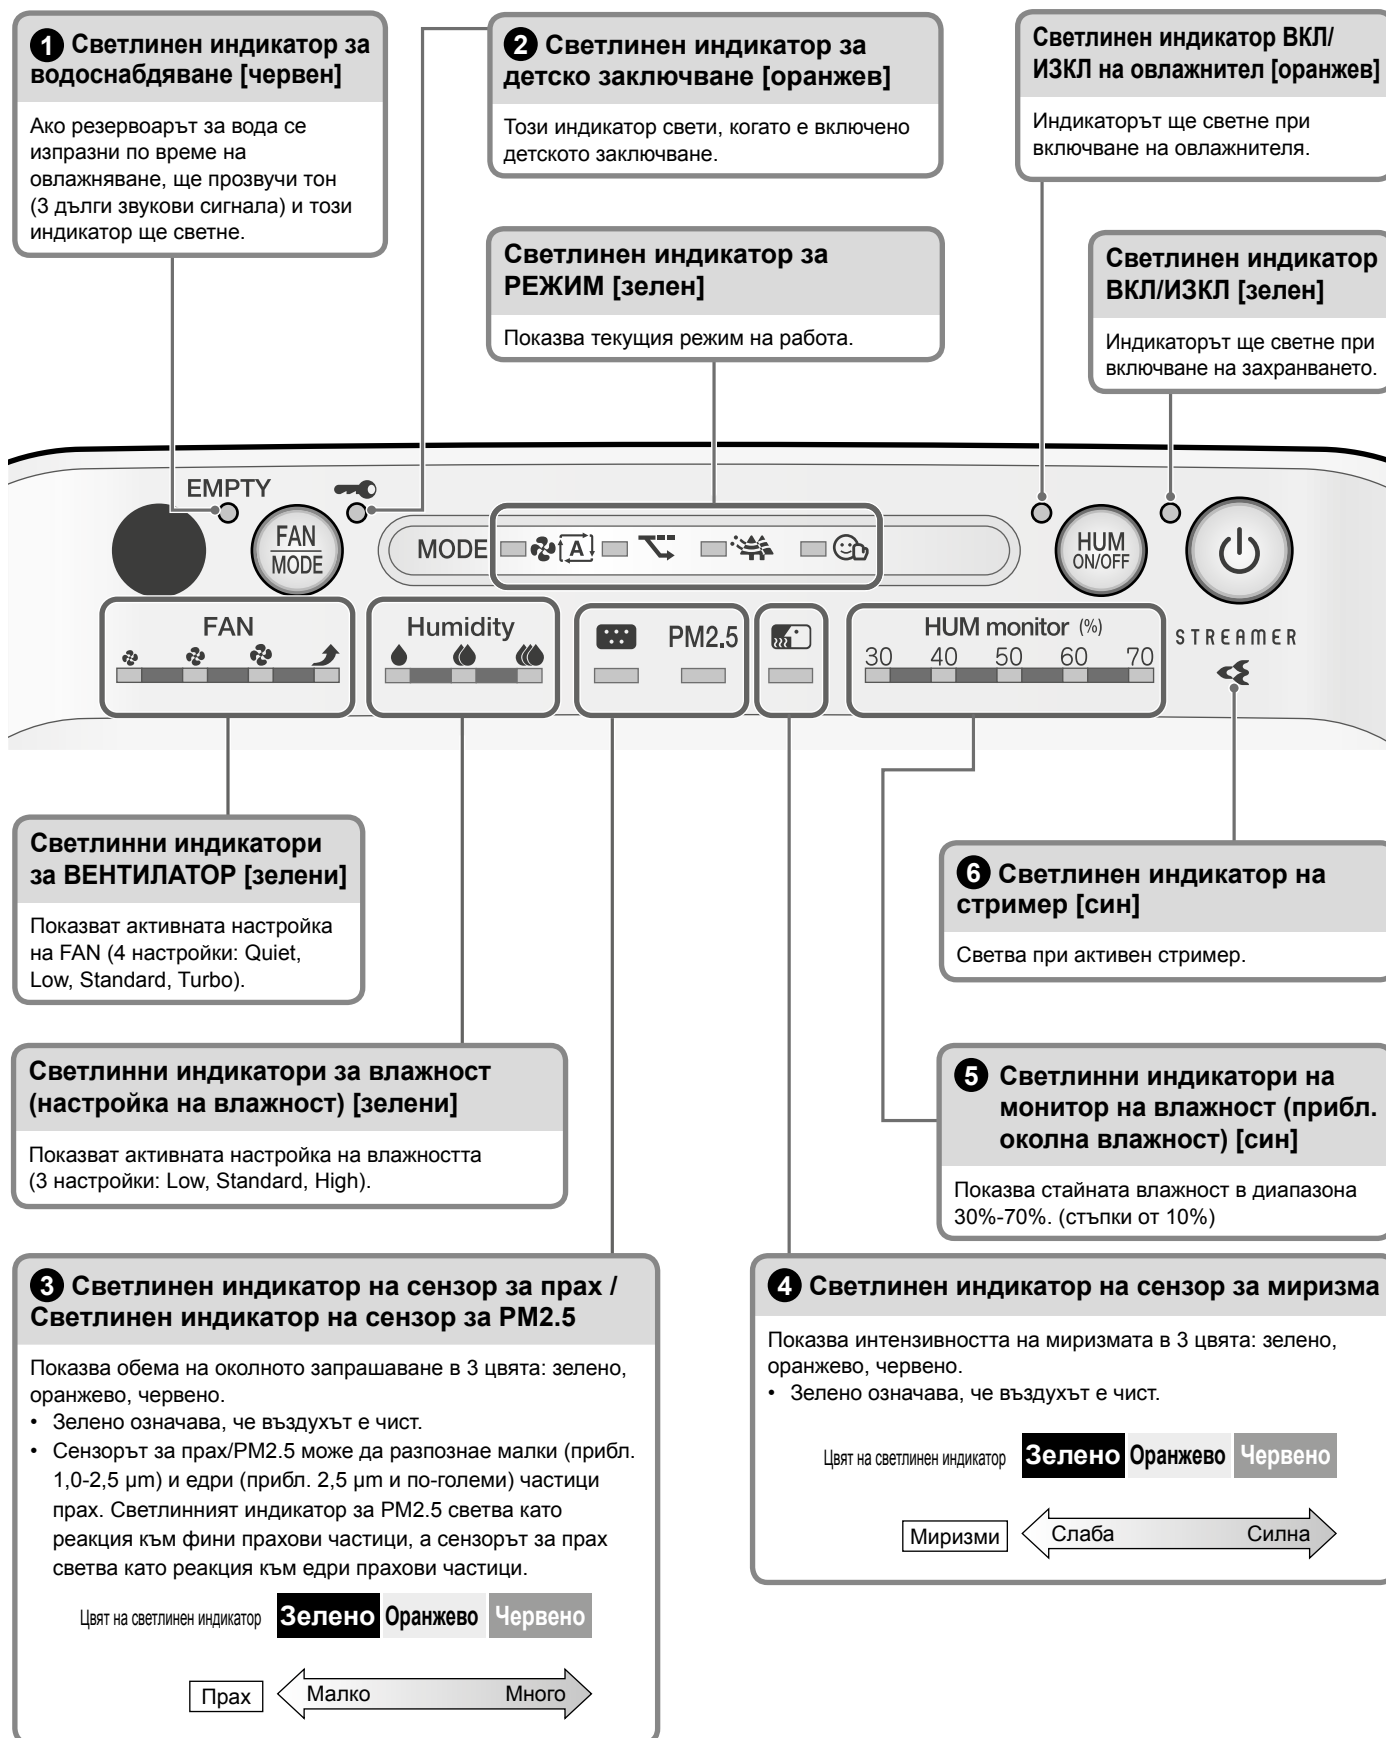 1 Светлинен индикатор за
водоснабдяване [червен]
Ако резервоарът за вода се
изпразни по време на
овлажняване, ще прозвучи тон
(3 дълги звукови сигнала) и този
индикатор ще светне.
2 Светлинен индикатор за
детско заключване [оранжев]
Този индикатор свети, когато е включено
детското заключване.
Светлинен индикатор ВКЛ/
ИЗКЛ на овлажнител [оранжев]
Индикаторът ще светне при
включване на овлажнителя.
Светлинен индикатор за
РЕЖИМ [зелен]
Показва текущия режим на работа.
Светлинен индикатор
ВКЛ/ИЗКЛ [зелен]
Индикаторът ще светне при
включване на захранването.
EMPTY
FAN
MODE
MODE
A
HUM
ON/OFF
FAN
Humidity
PM2.5
HUM monitor (%)
30 40 50 60 70
STREAMER
Светлинни индикатори
за ВЕНТИЛАТОР [зелени]
Показват активната настройка
на FAN (4 настройки: Quiet,
Low, Standard, Turbo).
6 Светлинен индикатор на
стример [син]
Светва при активен стример.
Светлинни индикатори за влажност
(настройка на влажност) [зелени]
Показват активната настройка на влажността
(3 настройки: Low, Standard, High).
5 Светлинни индикатори на
монитор на влажност (прибл.
околна влажност) [син]
Показва стайната влажност в диапазона
30%-70%. (стъпки от 10%)
3 Светлинен индикатор на сензор за прах /
Светлинен индикатор на сензор за PM2.5
Показва обема на околното запрашаване в 3 цвята: зелено,
оранжево, червено.
• Зелено означава, че въздухът е чист.
• Сензорът за прах/PM2.5 може да разпознае малки (прибл.
1,0-2,5 μm) и едри (прибл. 2,5 μm и по-големи) частици
прах. Светлинният индикатор за PM2.5 светва като
реакция към фини прахови частици, а сензорът за прах
светва като реакция към едри прахови частици.
Цвят на светлинен индикатор Зелено Оранжево Червено
Прах Малко Много
4 Светлинен индикатор на сензор за миризма
Показва интензивността на миризмата в 3 цвята: зелено,
оранжево, червено.
• Зелено означава, че въздухът е чист.
Цвят на светлинен индикатор Зелено Оранжево Червено
Миризми Слаба Силна